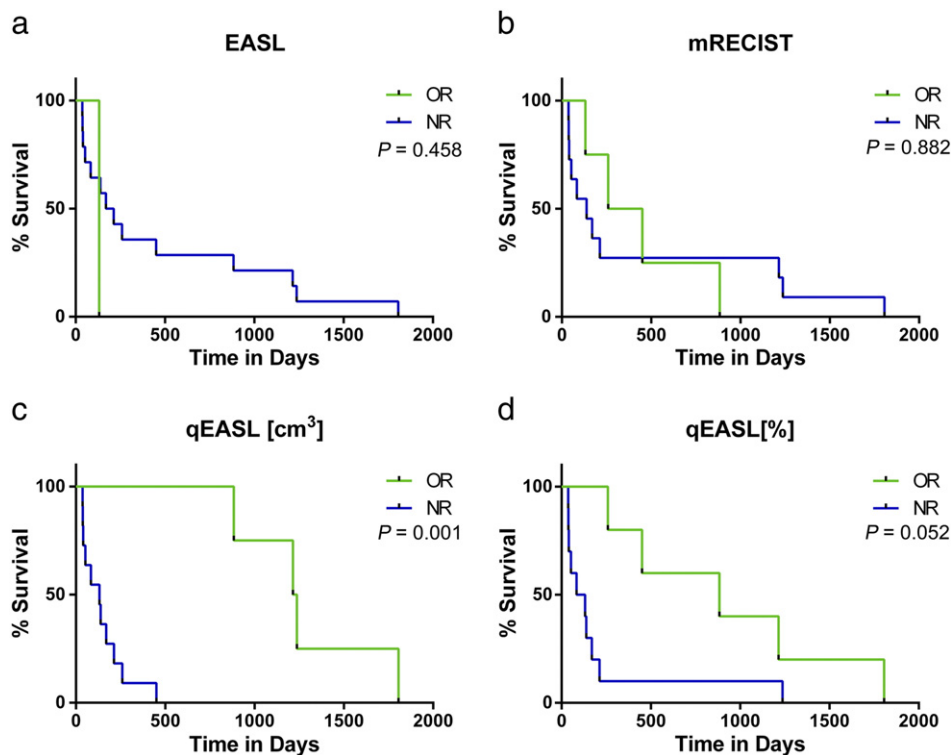 a
EASL
100
50
0
% Survival
0 500 1000 1500 2000
Time in Days
OR
NR
P = 0.458
b
mRECIST
100
50
0
% Survival
0 500 1000 1500 2000
Time in Days
OR
NR
P = 0.882
c
qEASL [cm³]
100
50
0
% Survival
0 500 1000 1500 2000
Time in Days
OR
NR
P = 0.001
d
qEASL[%]
100
50
0
% Survival
0 500 1000 1500 2000
Time in Days
OR
NR
P = 0.052